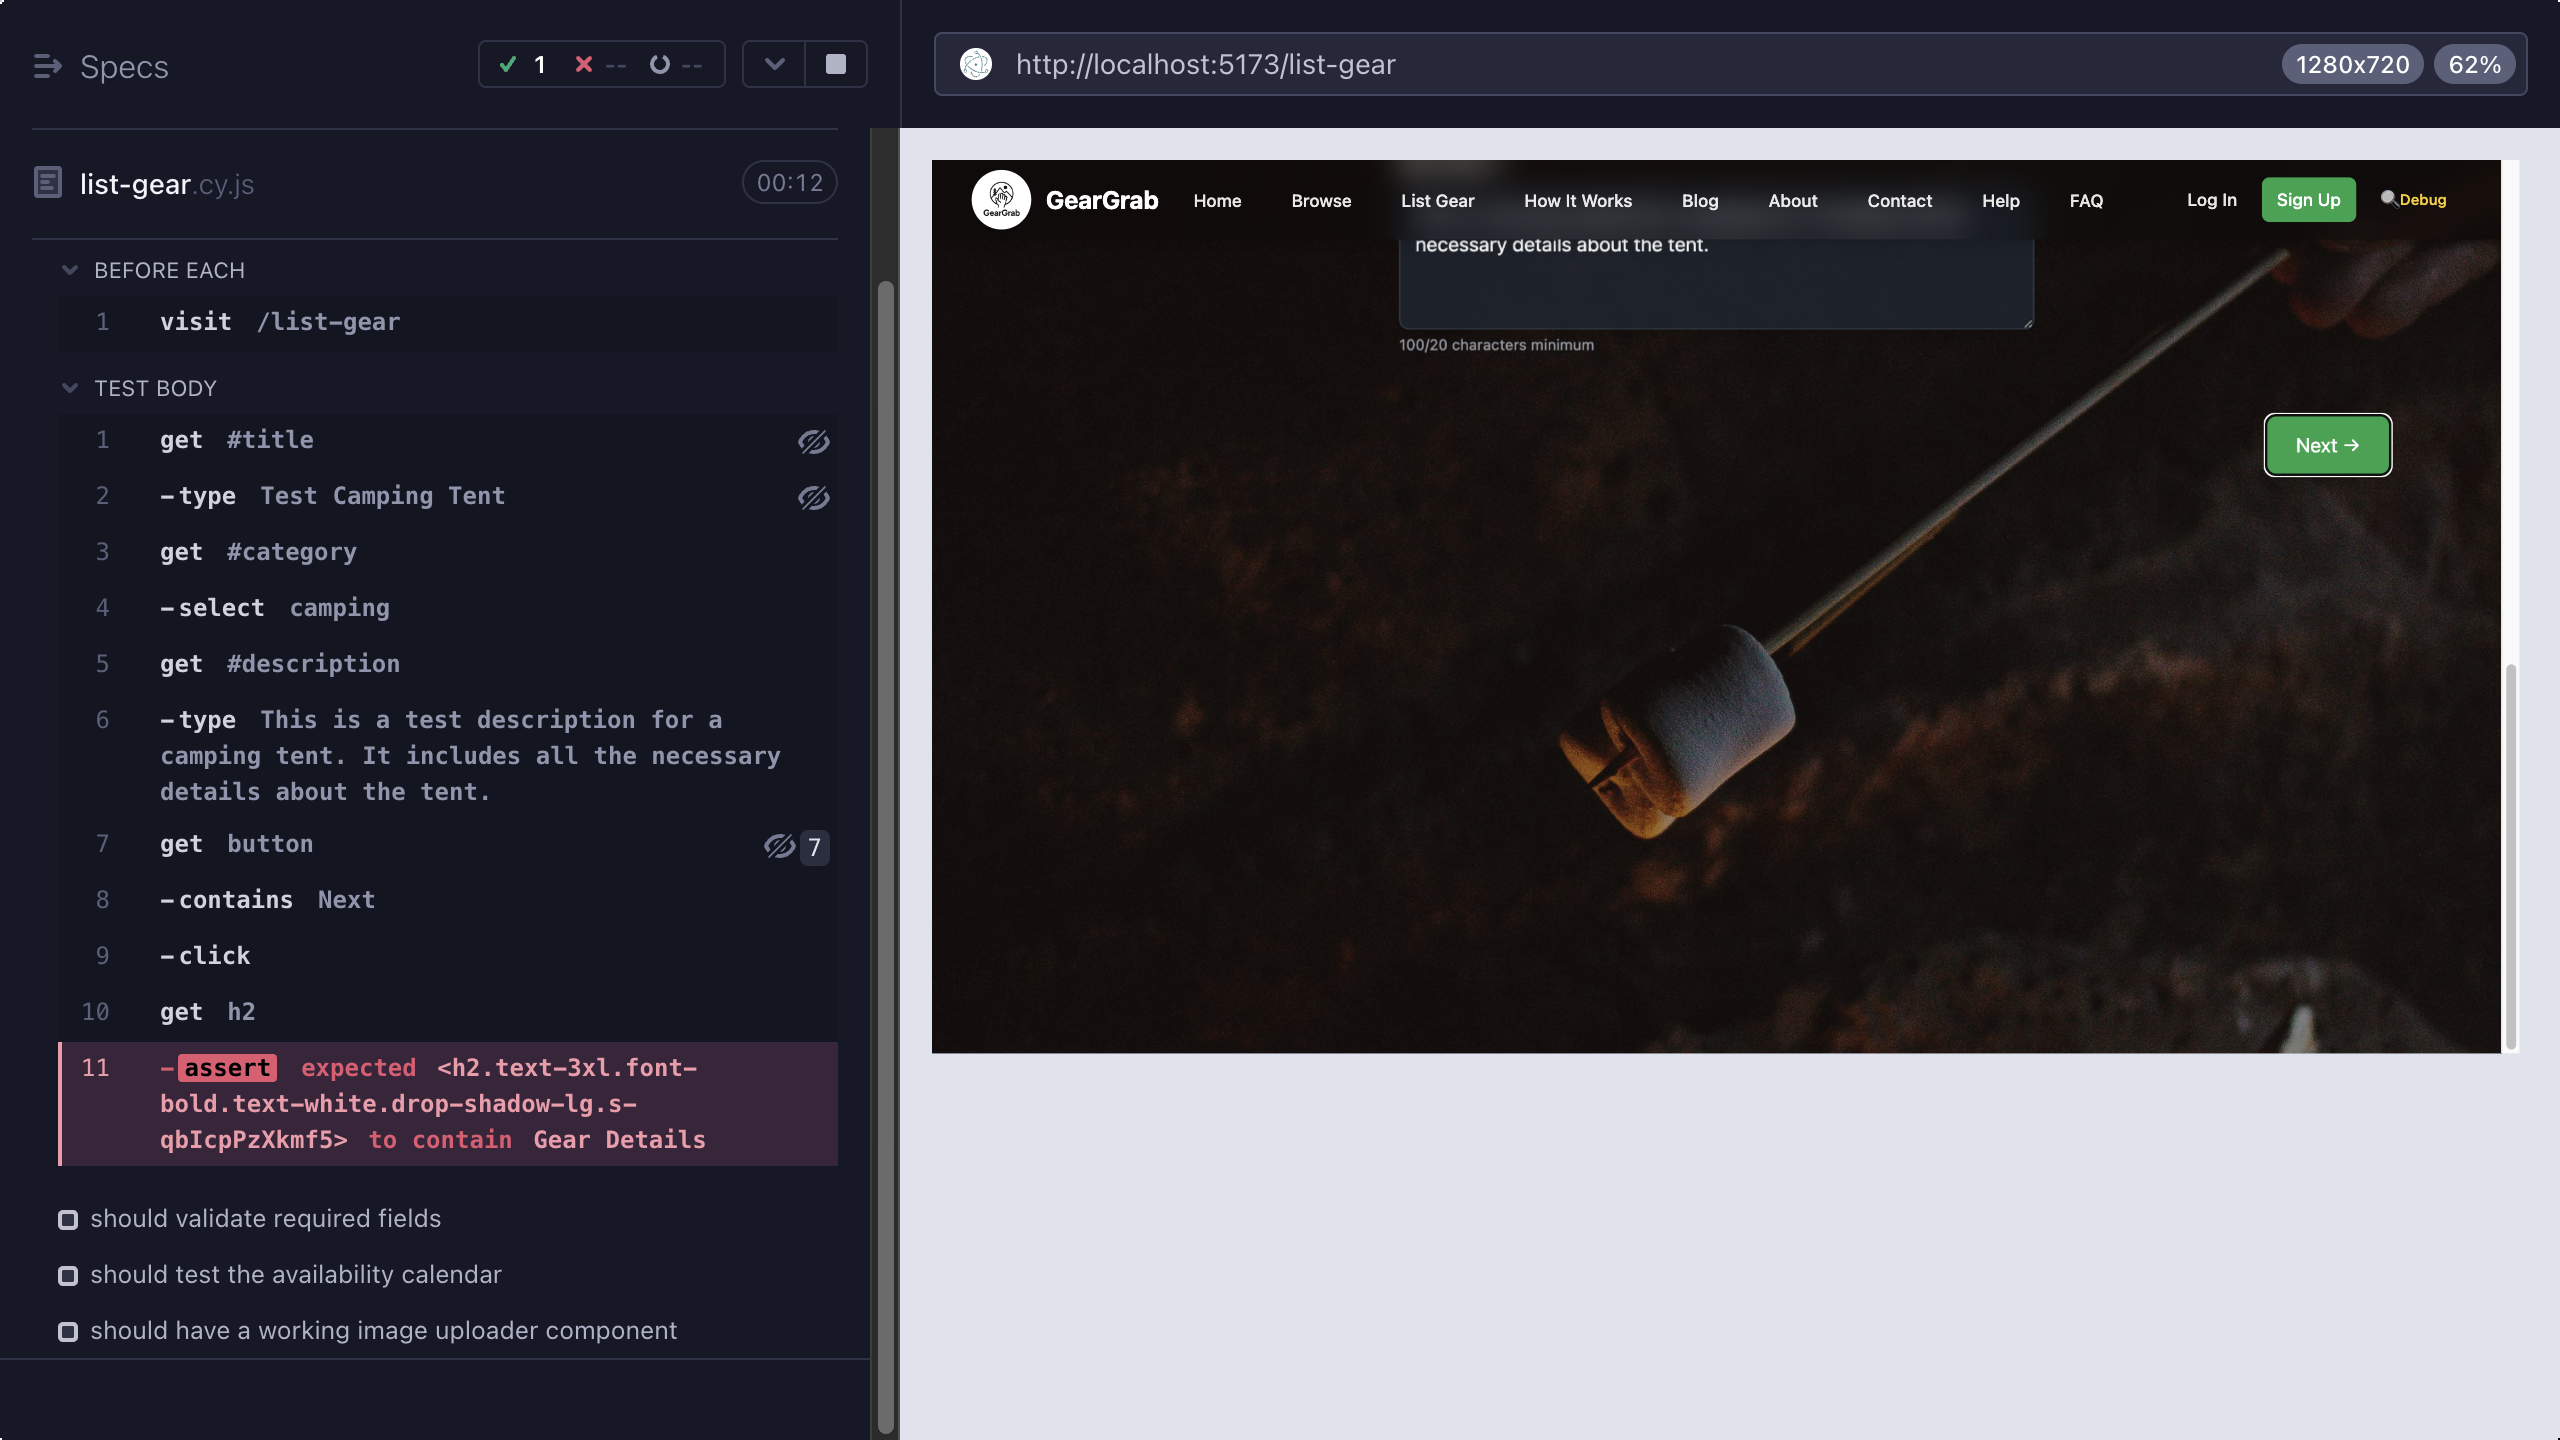 Specs
1 -- --
list-gear.cy.js 00:12
BEFORE EACH
1 visit /list-gear
TEST BODY
1 get #title
2 -type Test Camping Tent
3 get #category
4 -select camping
5 get #description
6 -type This is a test description for a
camping tent. It includes all the necessary
details about the tent.
7 get button 7
8 -contains Next
9 -click
10 get h2
11 -assert expected <h2.text-3xl.font-
bold.text-white.drop-shadow-lg.s-
qbIcpPzXkmf5> to contain Gear Details
should validate required fields
should test the availability calendar
should have a working image uploader component
http://localhost:5173/list-gear 1280x720 62%
GearGrab GearGrab Home Browse List Gear How It Works Blog About Contact Help FAQ Log In Sign Up Debug
necessary details about the tent.
100/20 characters minimum
Next →